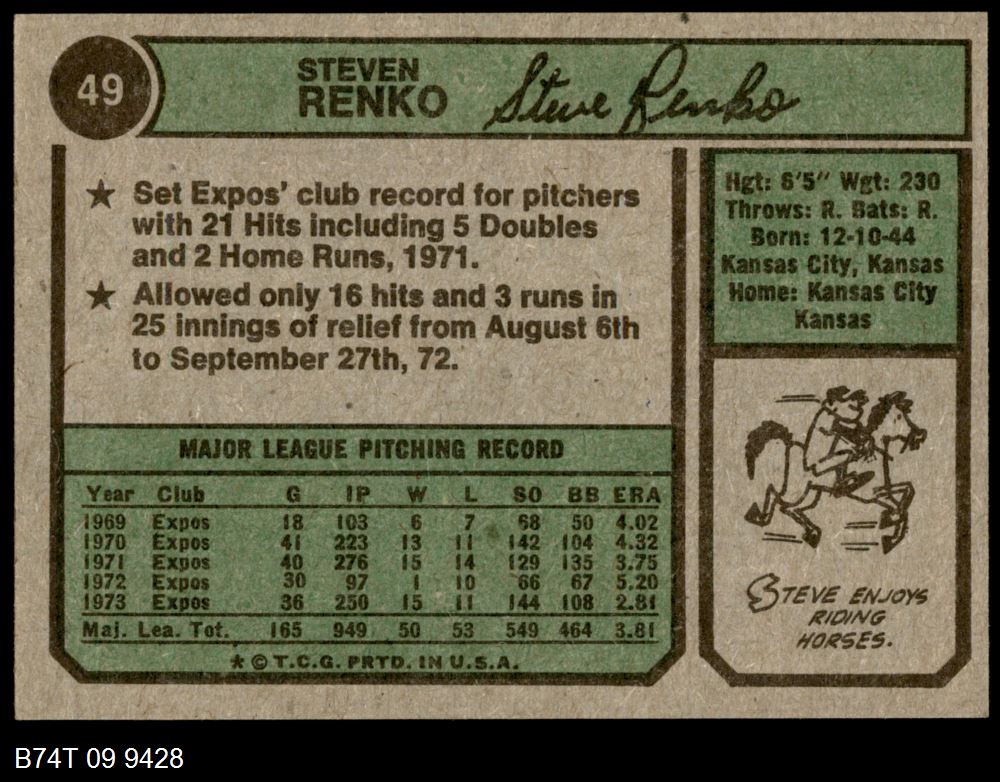 49
STEVEN
RENKO
Steve Renko
★ Set Expos' club record for pitchers
with 21 Hits including 5 Doubles
and 2 Home Runs, 1971.
★ Allowed only 16 hits and 3 runs in
25 innings of relief from August 6th
to September 27th, 72.
MAJOR LEAGUE PITCHING RECORD
Year Club G IP W L SO BB ERA
1969 Expos 18 103 6 7 68 50 4.02
1970 Expos 41 223 13 11 142 104 4.32
1971 Expos 40 276 15 14 129 135 3.75
1972 Expos 30 97 1 10 66 67 5.20
1973 Expos 36 250 15 11 144 108 2.81
Maj. Lea. Tot. 165 949 50 53 549 464 3.81
★ © T.C.G. PRTD. IN U.S.A.
Hgt: 6'5" Wgt: 230
Throws: R. Bats: R.
Born: 12-10-44
Kansas City, Kansas
Home: Kansas City
Kansas
STEVE ENJOYS
RIDING
HORSES.
B74T 09 9428